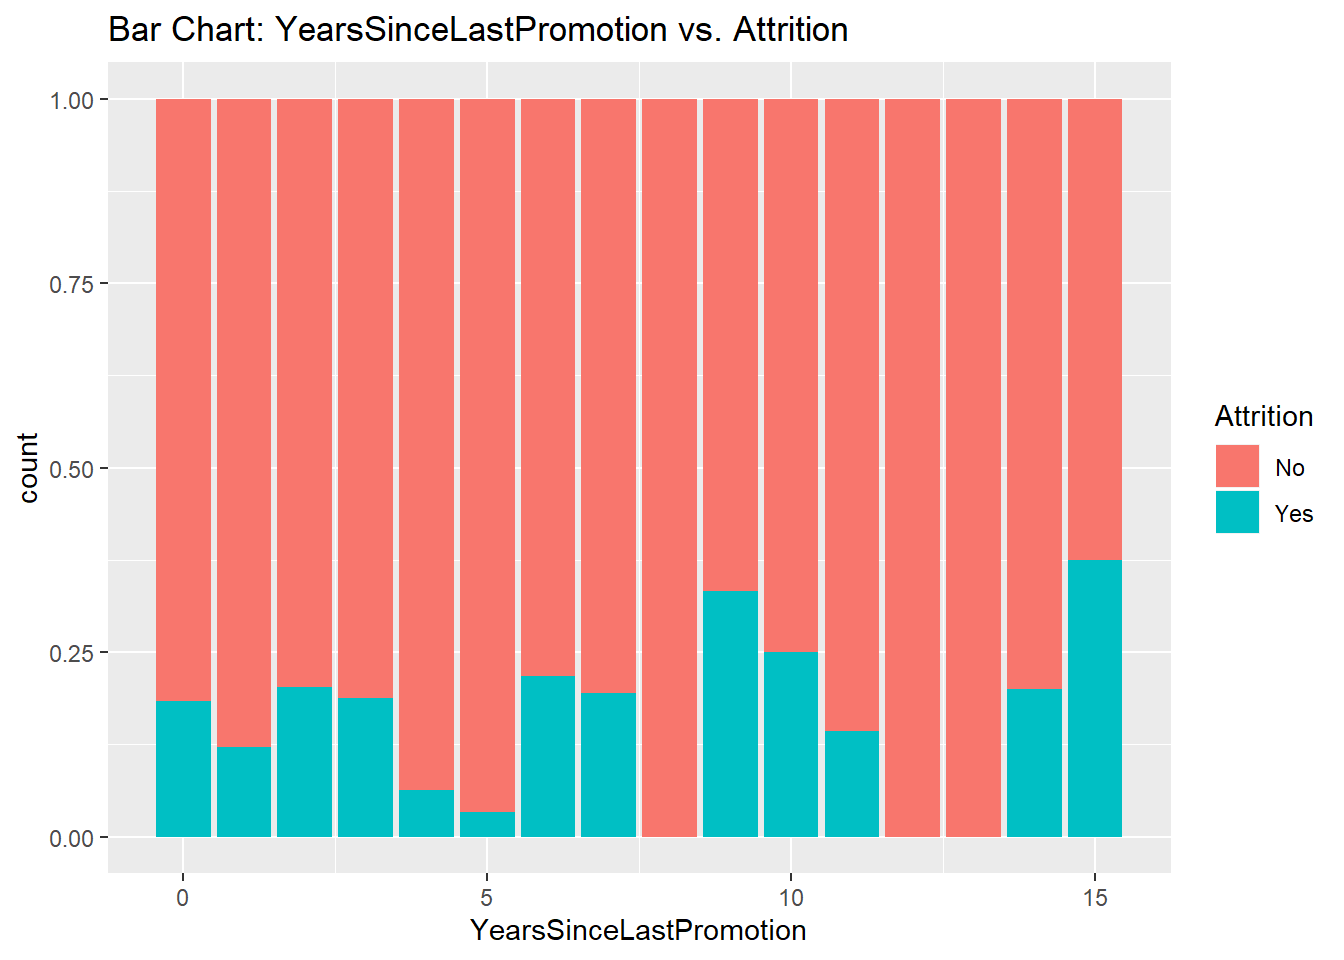 Bar Chart: YearsSinceLastPromotion vs. Attrition
1.00
0.75
0.50
0.25
0.00
count
0 5 10 15
YearsSinceLastPromotion
Attrition
No
Yes